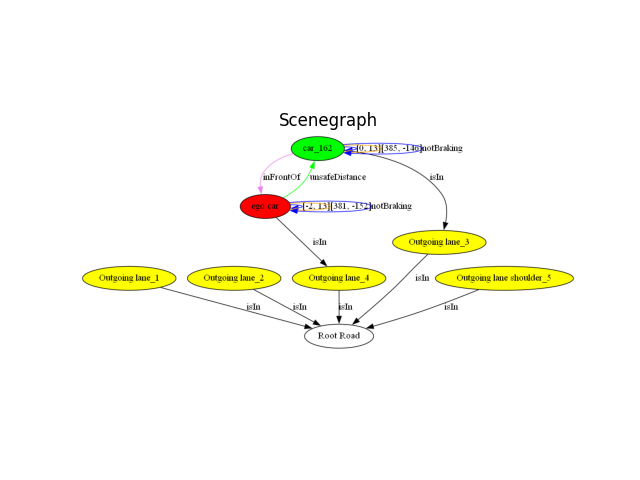 Scenegraph
car_162
[0, 13]
[385, -146]
notBraking
inFrontOf
unsafeDistance
isIn
ego car
[-2, 13]
[381, -152]
notBraking
isIn
Outgoing lane_3
Outgoing lane_1
Outgoing lane_2
Outgoing lane_4
isIn
Outgoing lane shoulder_5
isIn
isIn
isIn
isIn
Root Road